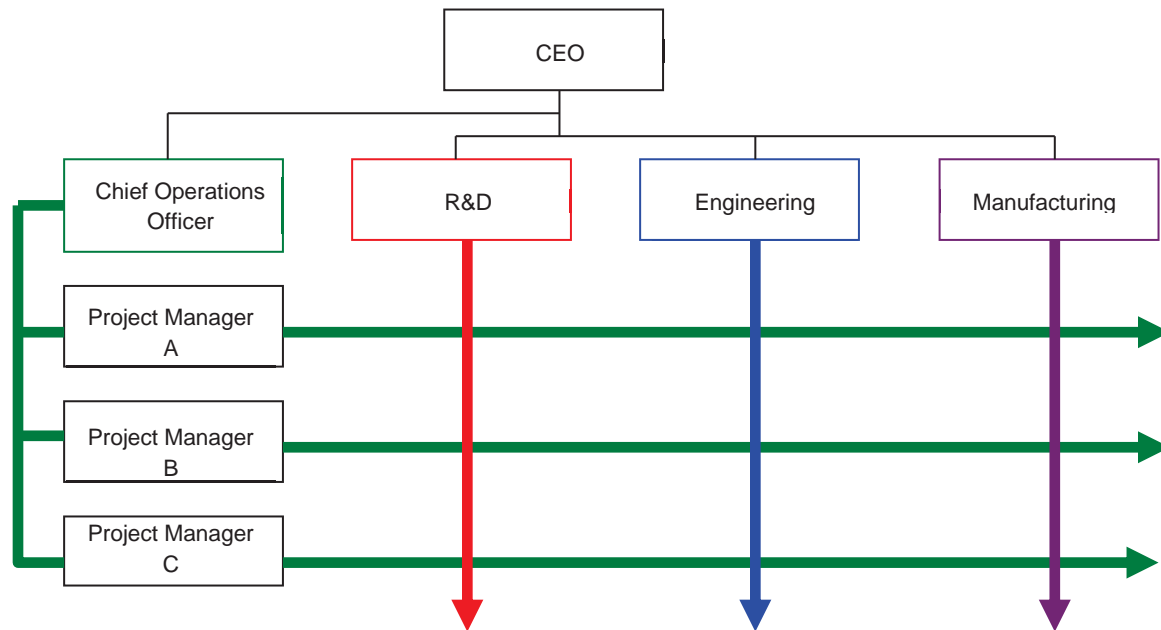 CEO
Chief Operations
Officer
R&D
Engineering
Manufacturing
Project Manager
A
Project Manager
B
Project Manager
C